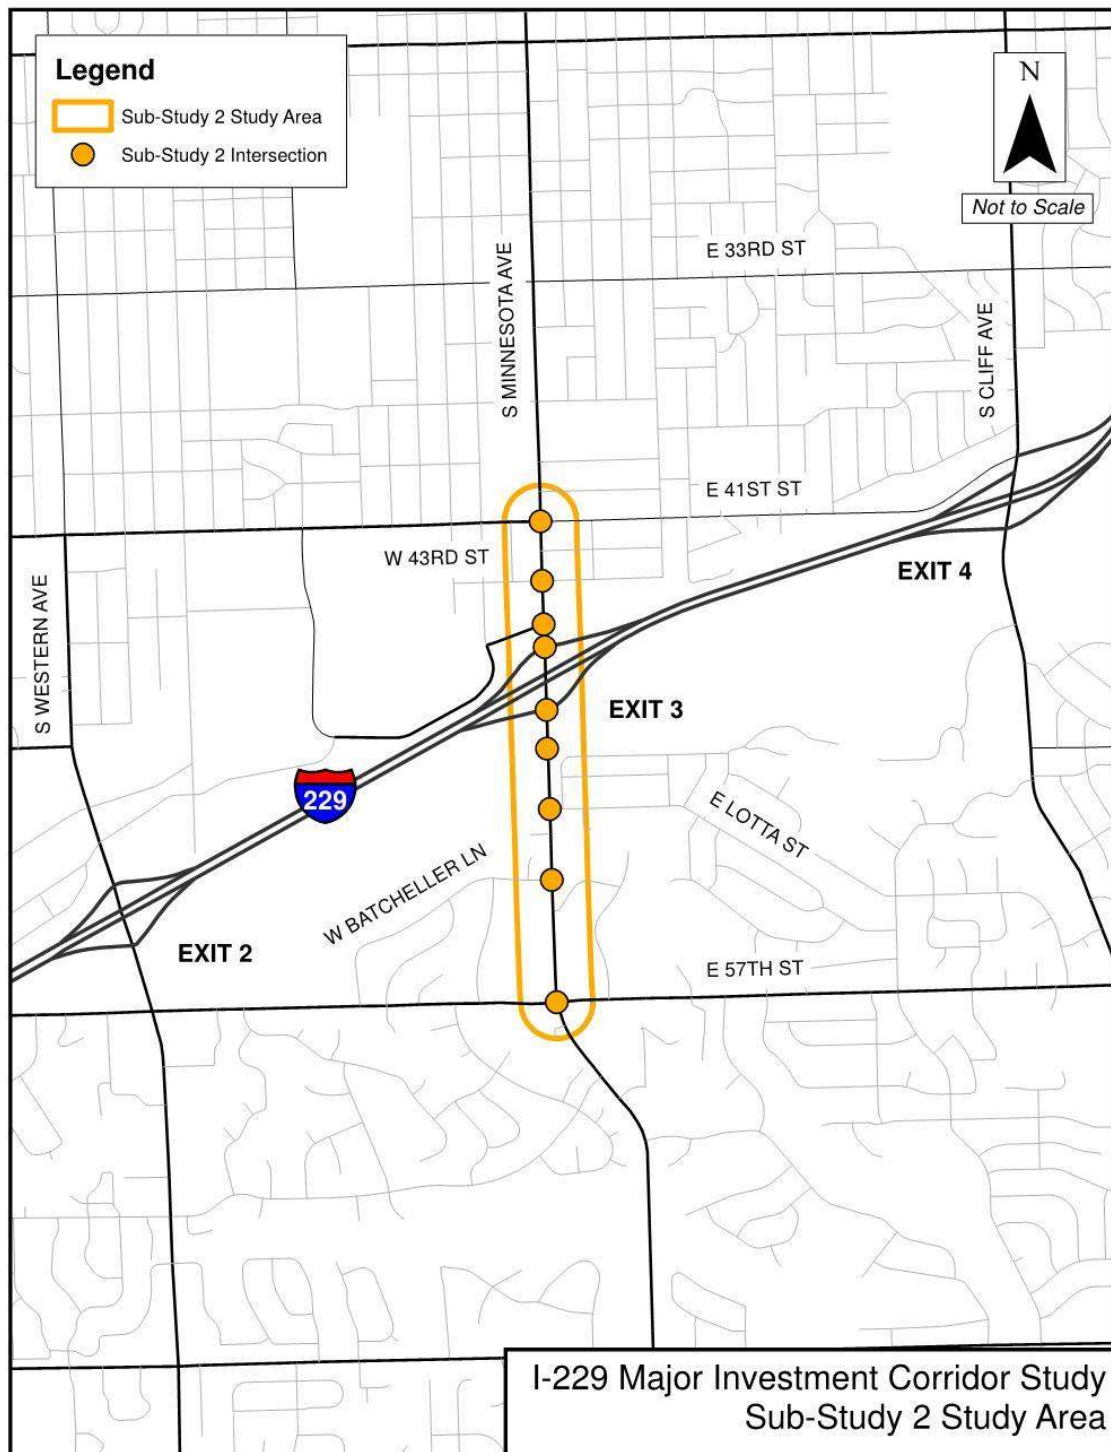 Legend
Sub-Study 2 Study Area
Sub-Study 2 Intersection
N
Not to Scale
E 33RD ST
S MINNESOTA AVE
S CLIFF AVE
E 41ST ST
W 43RD ST
EXIT 4
S WESTERN AVE
EXIT 3
229
E LOTTA ST
W BATCHELLER LN
EXIT 2
E 57TH ST
I-229 Major Investment Corridor Study
Sub-Study 2 Study Area